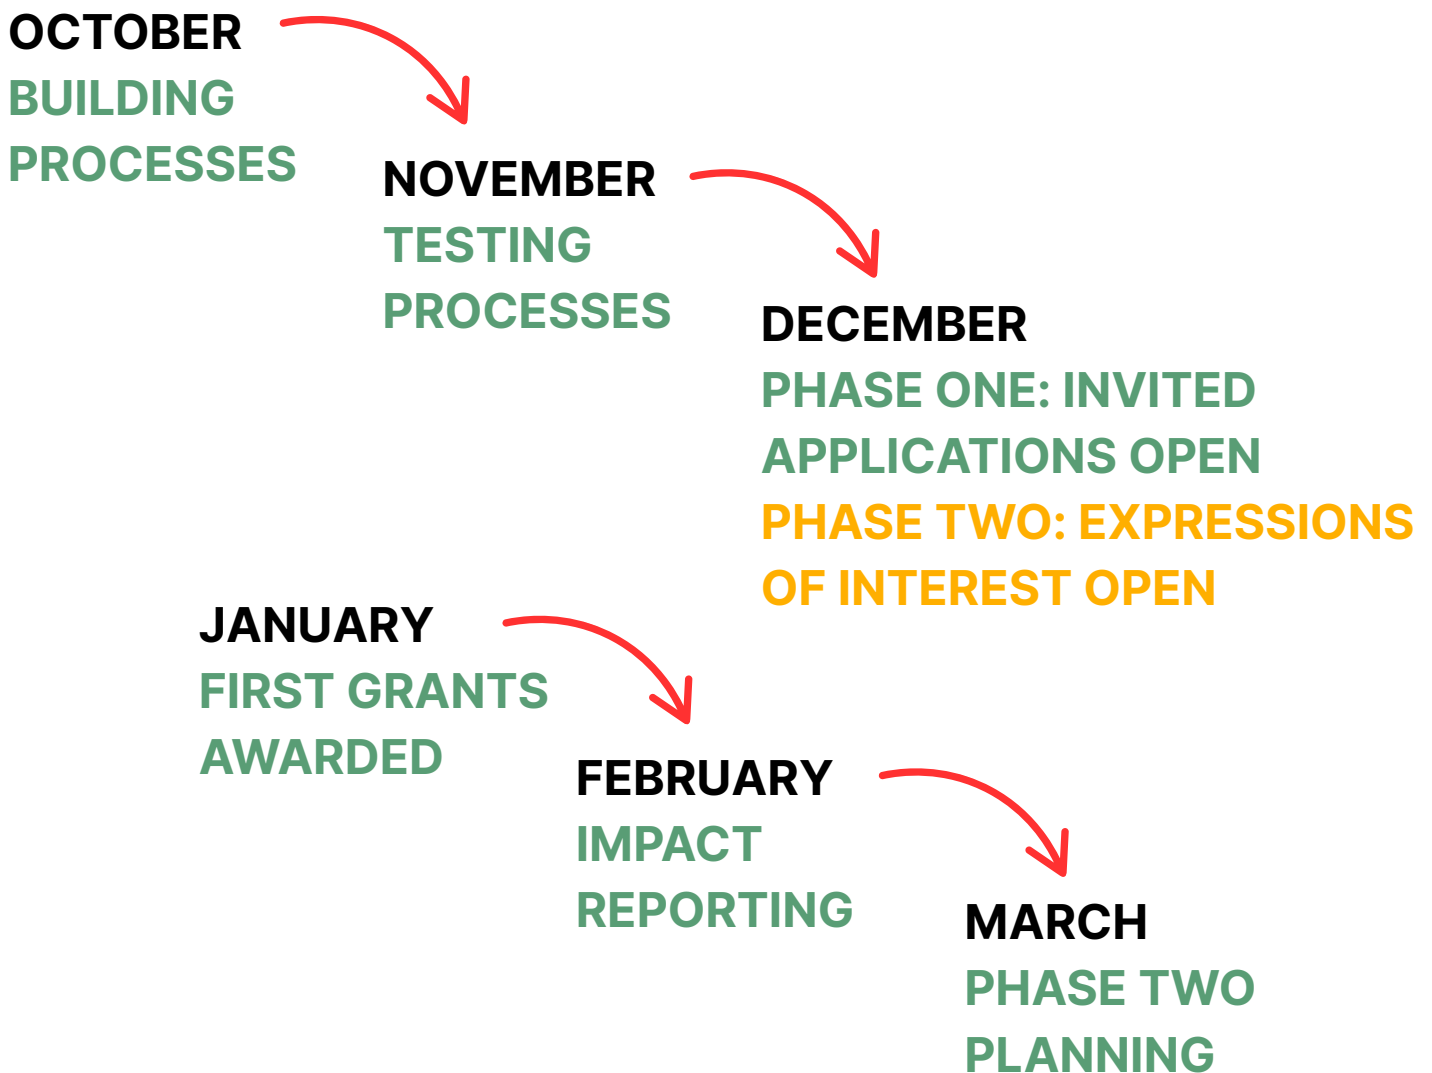 OCTOBER
BUILDING
PROCESSES
NOVEMBER
TESTING
PROCESSES
DECEMBER
PHASE ONE: INVITED
APPLICATIONS OPEN
PHASE TWO: EXPRESSIONS
OF INTEREST OPEN
JANUARY
FIRST GRANTS
AWARDED
FEBRUARY
IMPACT
REPORTING
MARCH
PHASE TWO
PLANNING